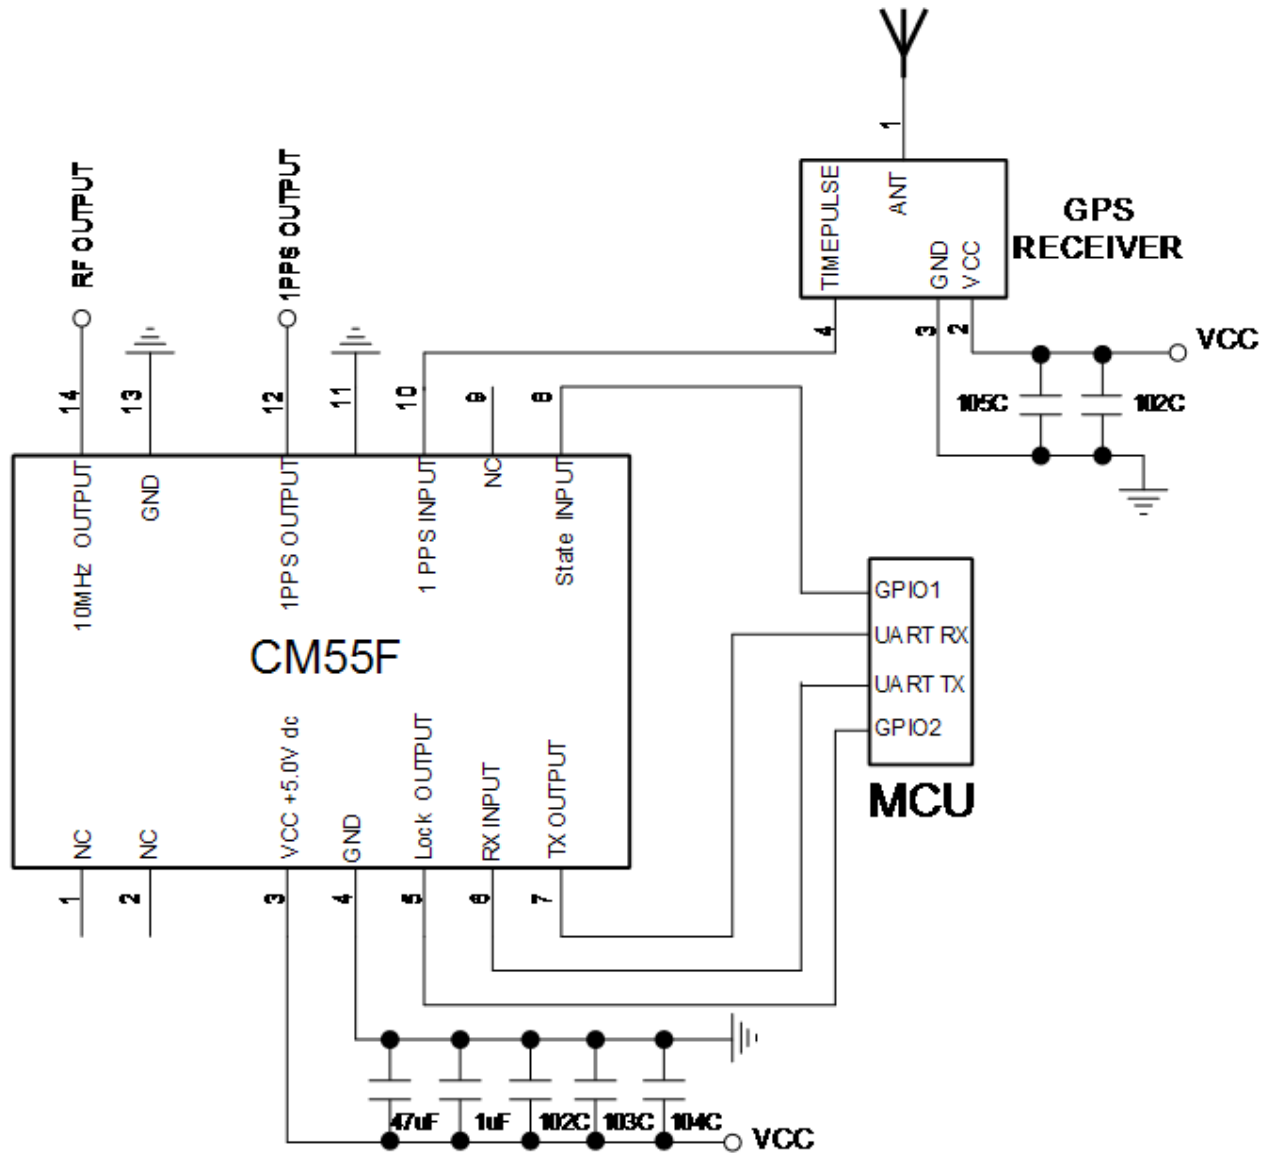 1
RF OUTPUT
1PPS OUTPUT
TIMEPULSE
ANT
GND
VCC
GPS
RECEIVER
4
3
2
VCC
105C
102C
14
13
12
11
10
9
8
10MHz OUTPUT
GND
1PPS OUTPUT
1 PPS INPUT
NC
State INPUT
CM55F
GPIO1
UART RX
UART TX
GPIO2
MCU
NC
NC
VCC +5.0V dc
GND
Lock OUTPUT
RX INPUT
TX OUTPUT
1
2
3
4
5
6
7
47uF
1uF
102C
103C
104C
VCC